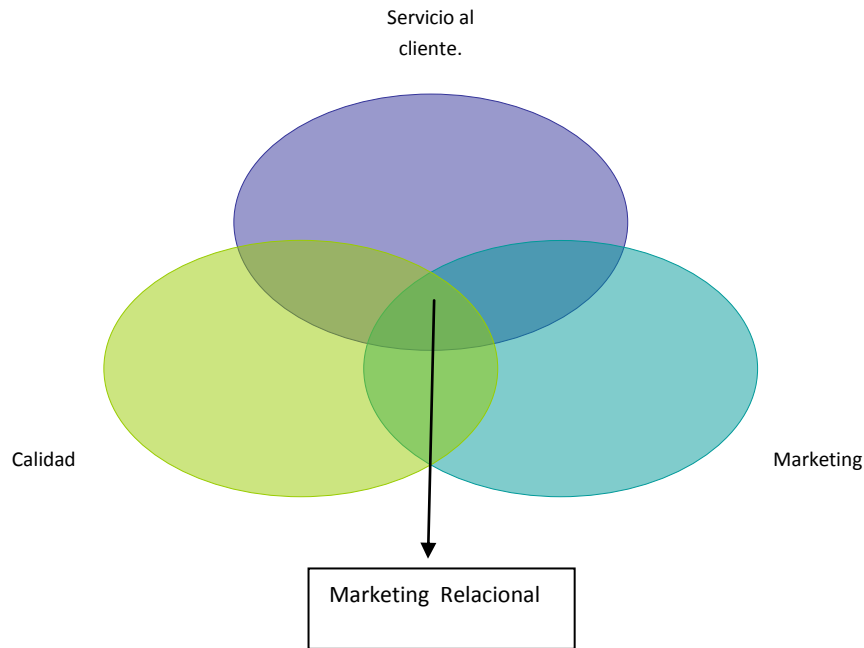 Servicio al
cliente.
Calidad
Marketing
Marketing Relacional